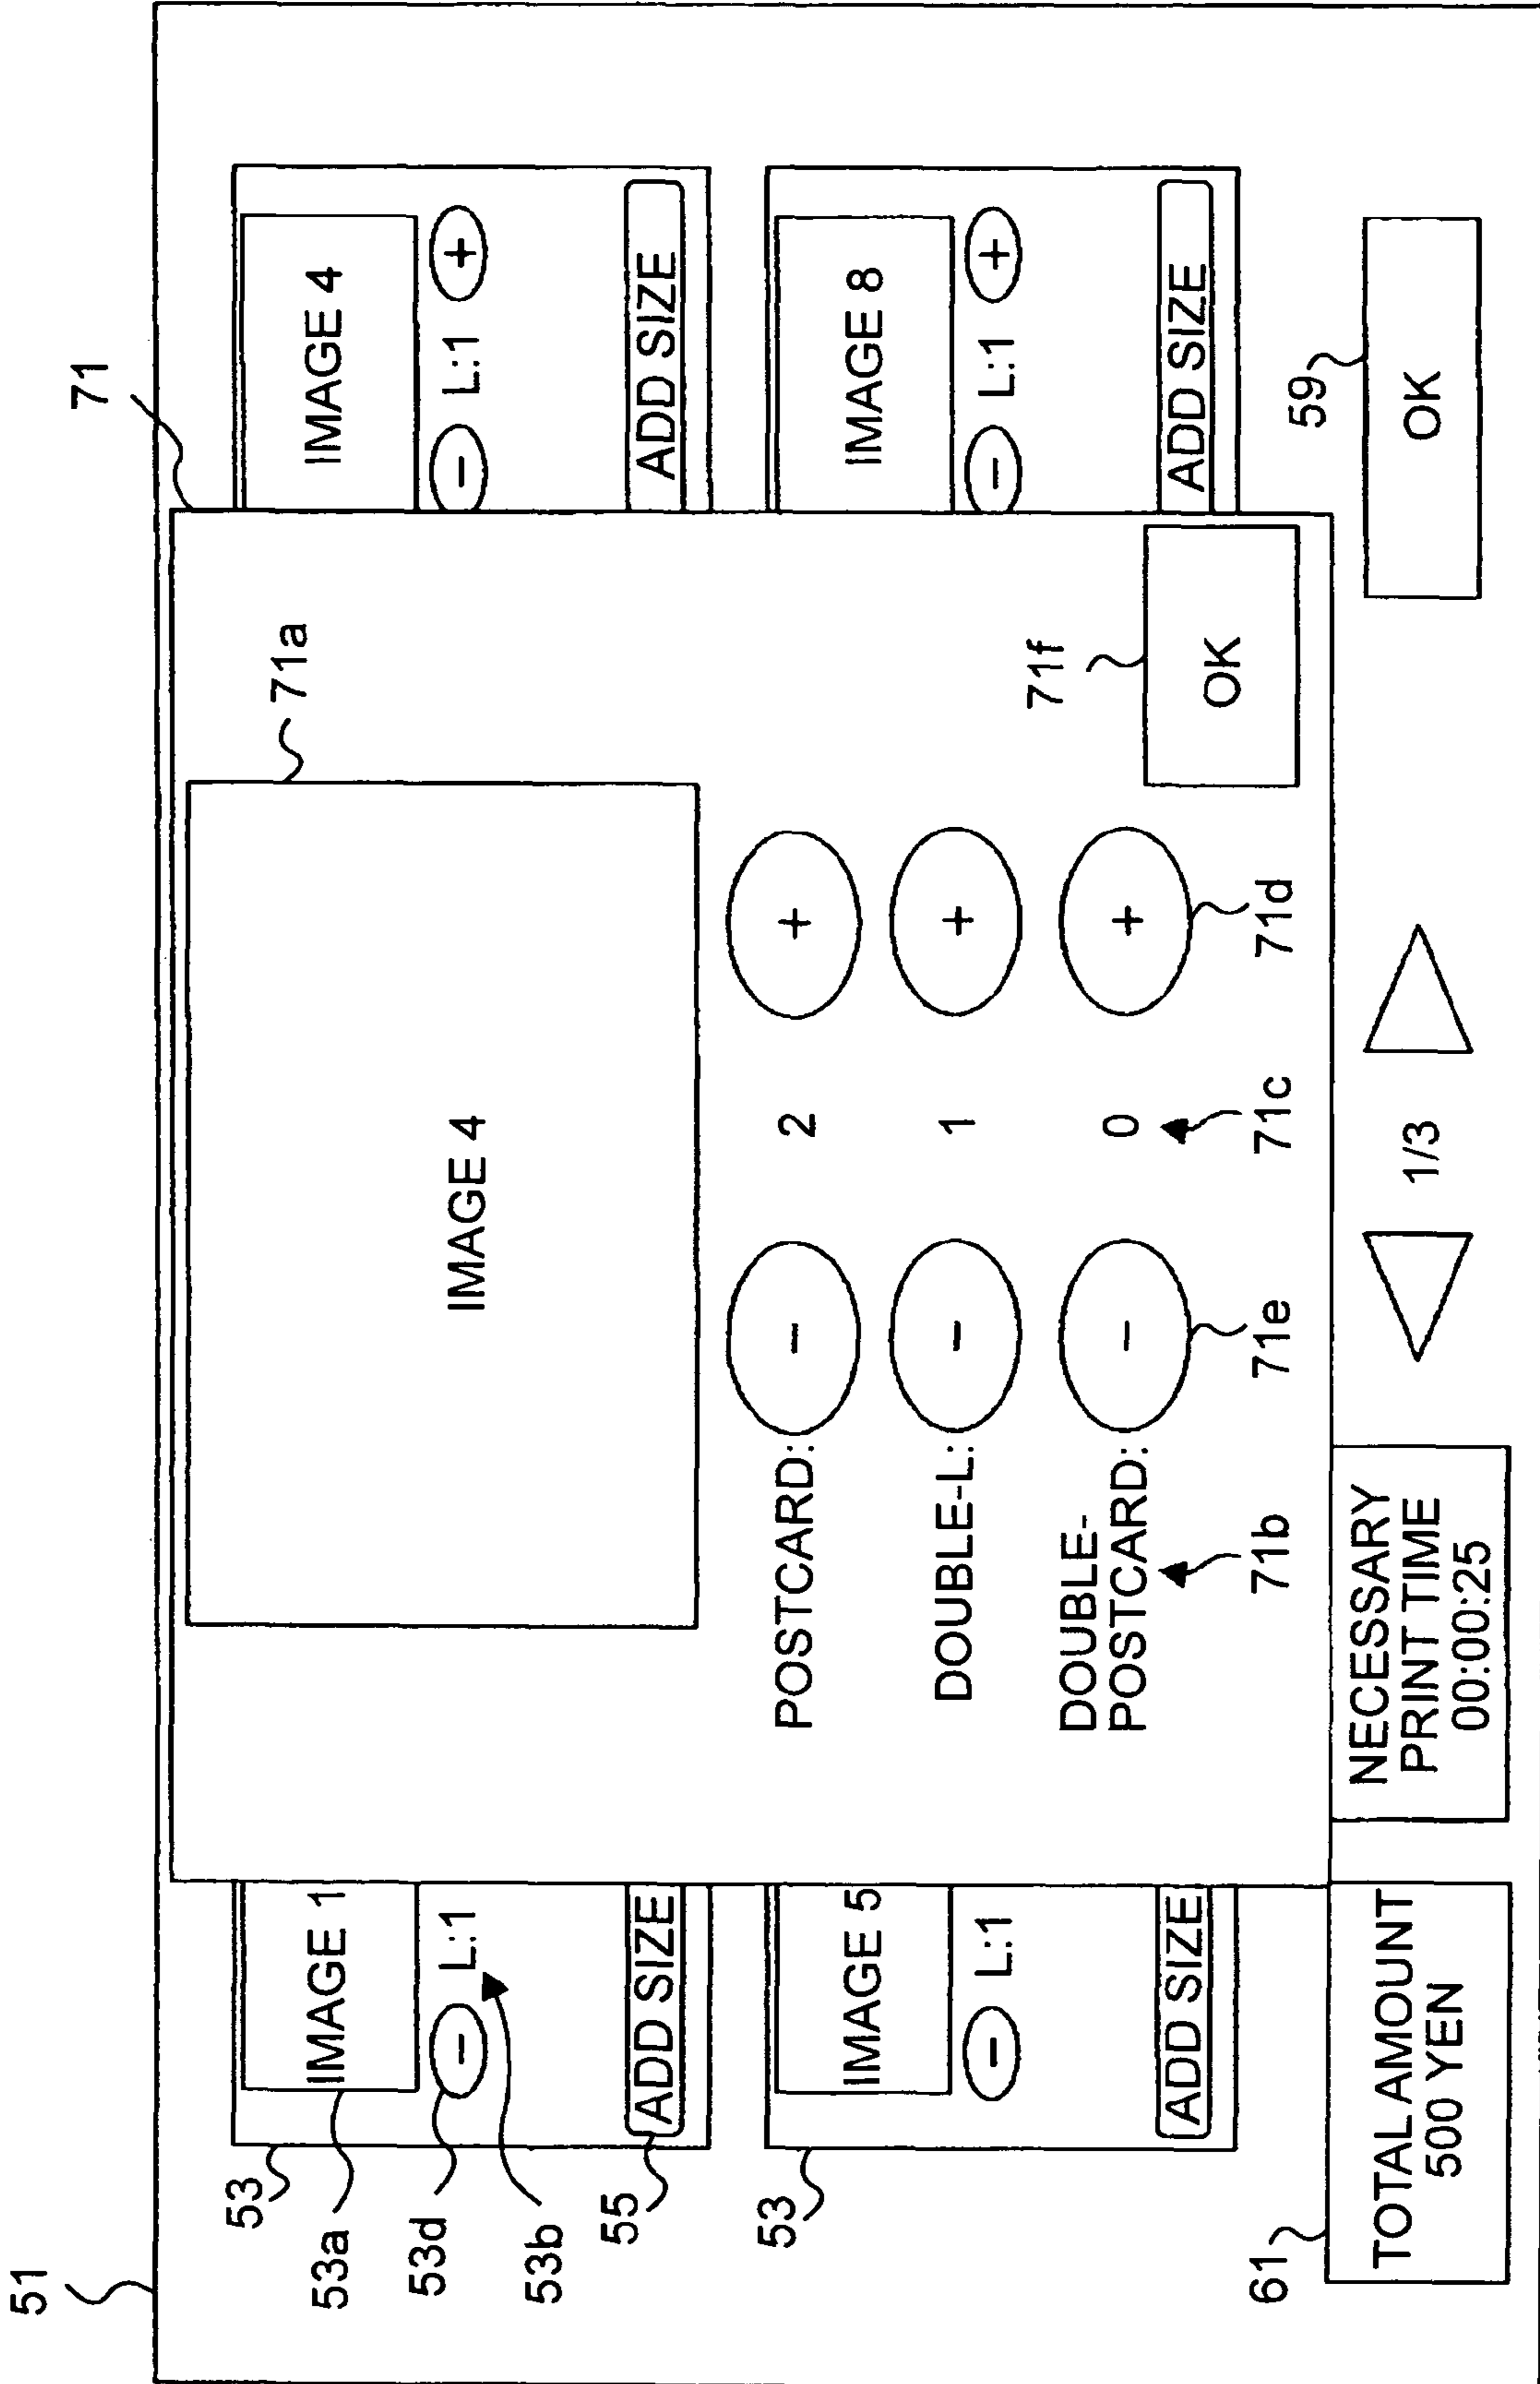 51
71
53
53a
53d
53b
55
IMAGE 1
- L:1
ADD SIZE
71a
IMAGE 4
IMAGE 4
- L:1 +
ADD SIZE
POSTCARD: - 2 +
DOUBLE-L: - 1 +
DOUBLE-
POSTCARD: - 0 +
71b
71e
71c
71d
71f
OK
53
IMAGE 5
- L:1
ADD SIZE
IMAGE 8
- L:1 +
ADD SIZE
61
TOTAL AMOUNT
500 YEN
NECESSARY
PRINT TIME
00:00:25
1/3
59
OK